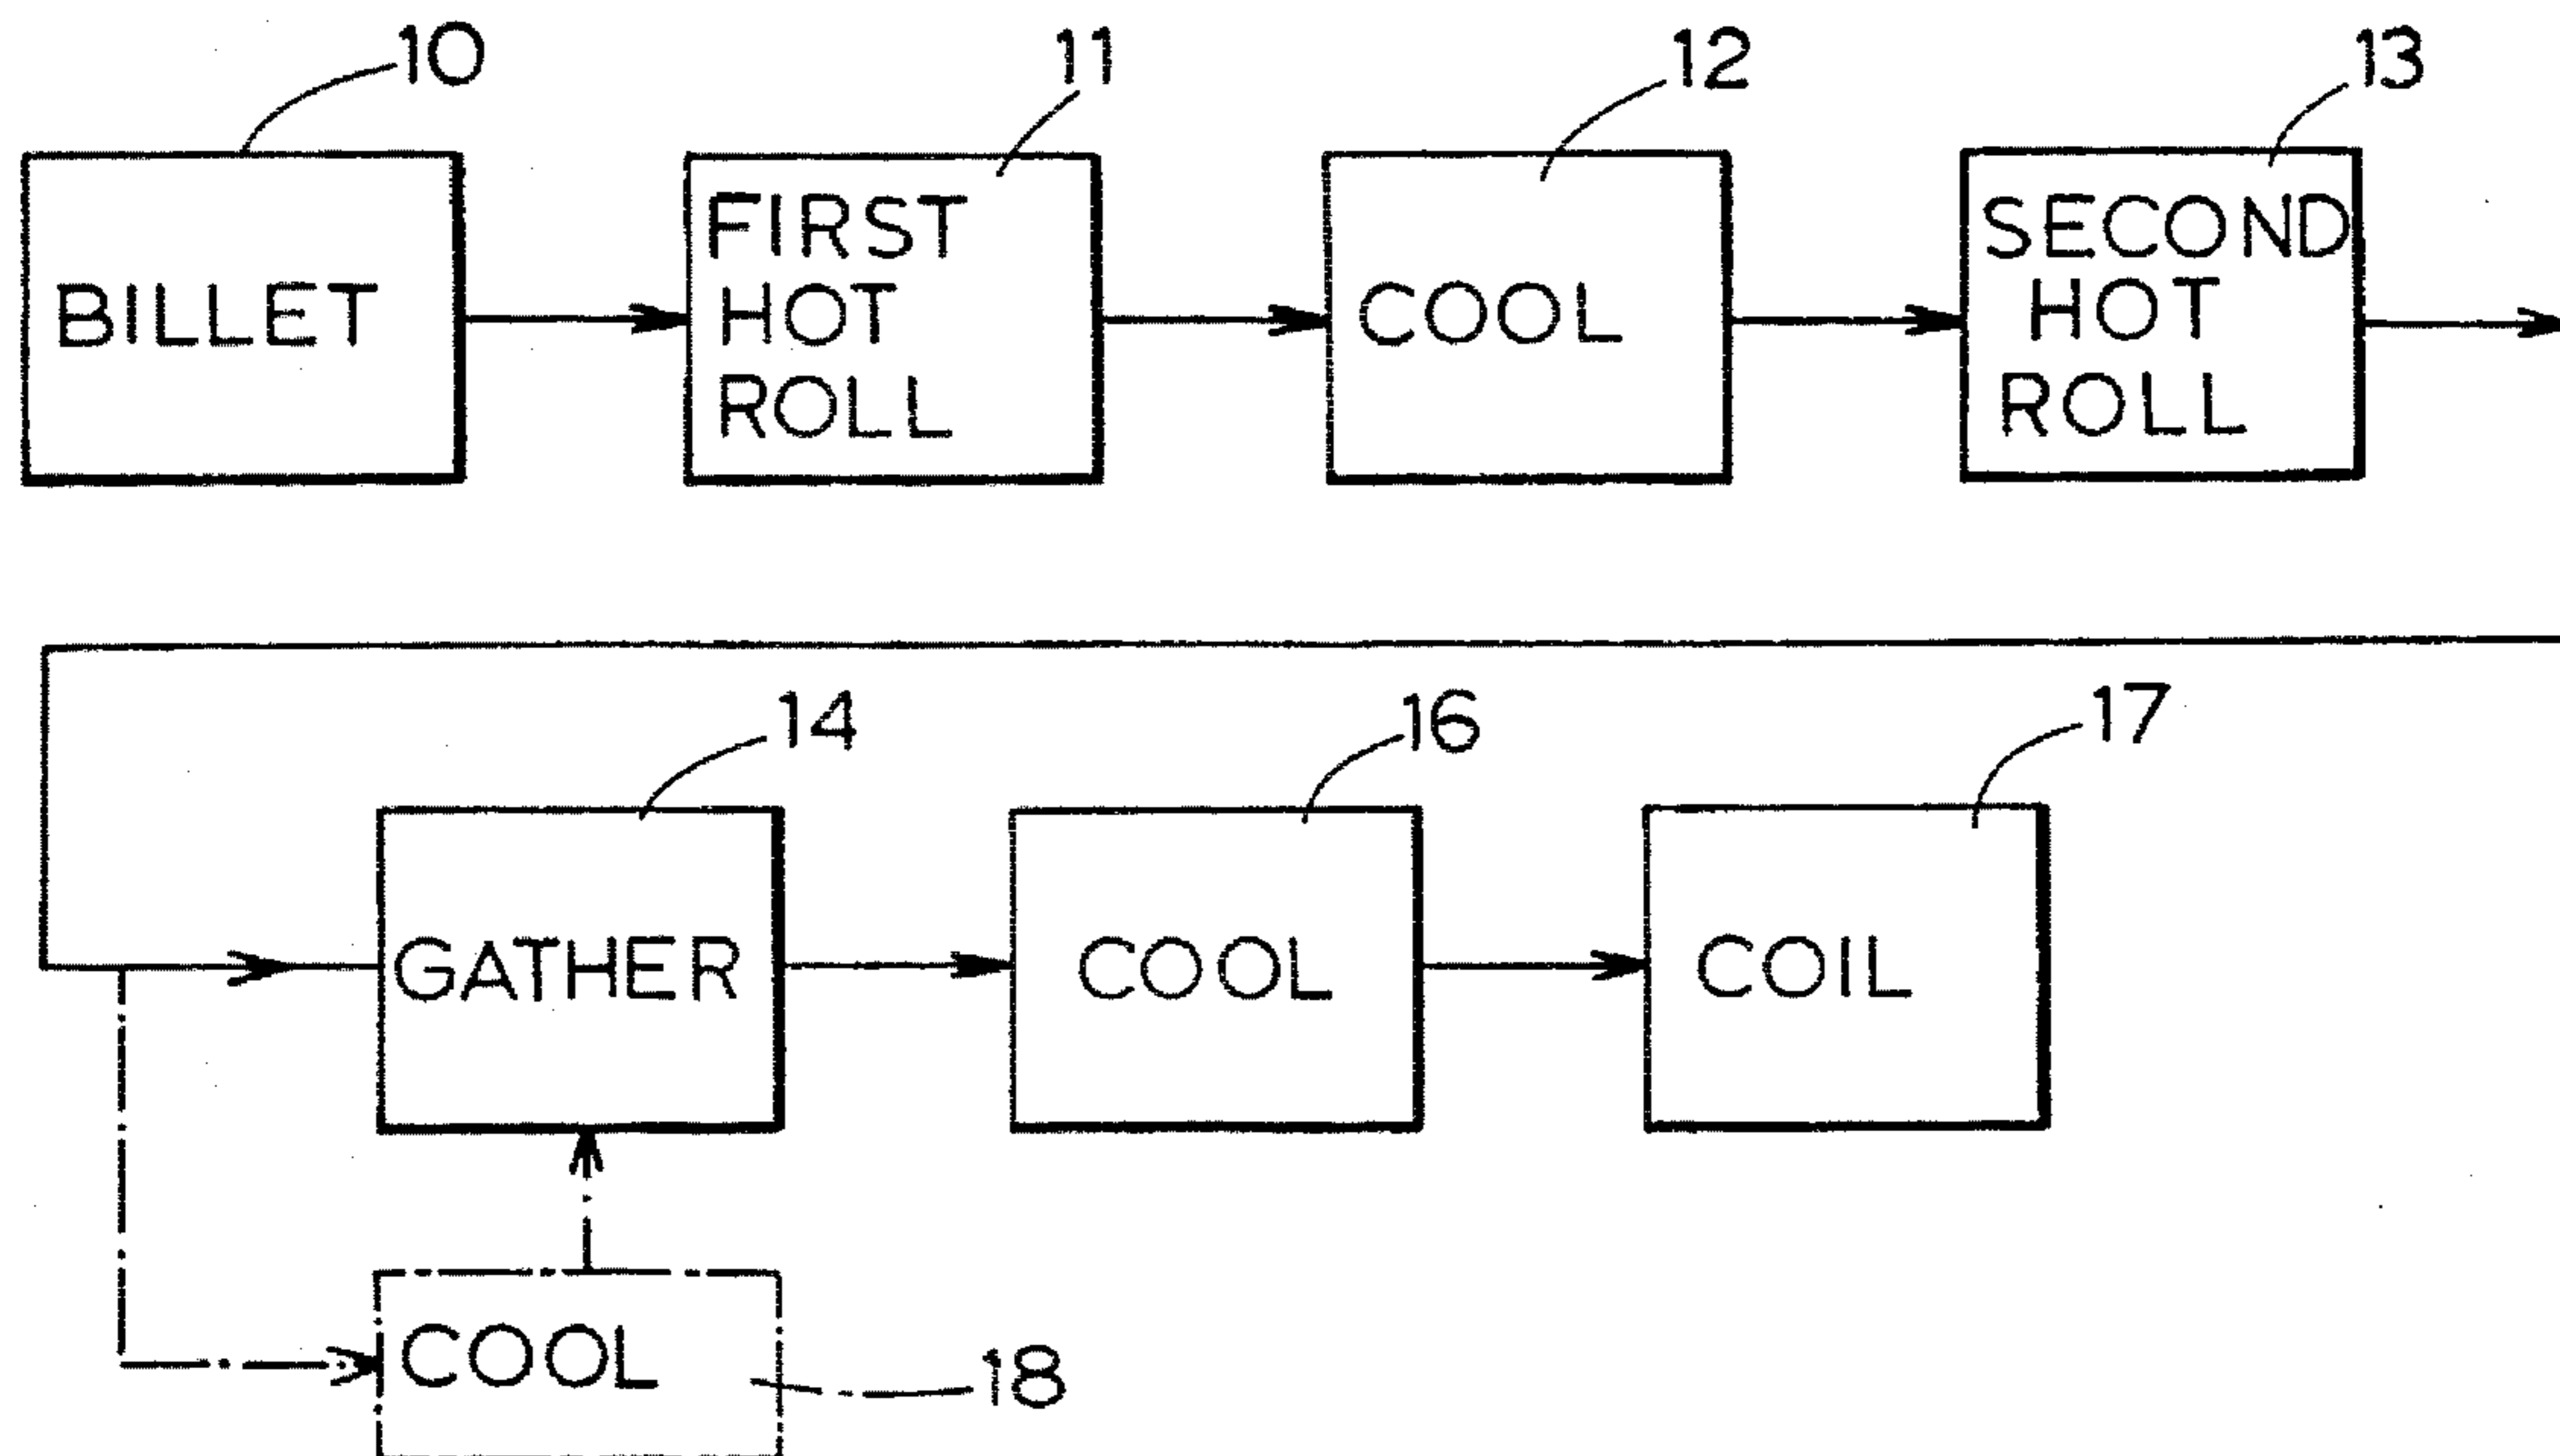 10
11
12
13
BILLET
FIRST
HOT
ROLL
COOL
SECOND
HOT
ROLL
14
16
17
GATHER
COOL
COIL
COOL
18